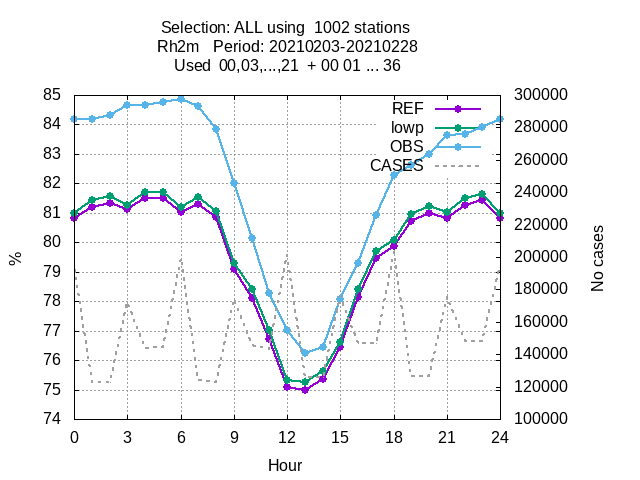 Selection: ALL using  1002 stations
Rh2m   Period: 20210203-20210228
Used  00,03,...,21  + 00 01 ... 36
85
84
83
82
81
80
79
78
77
76
75
74
%
REF
lowp
OBS
CASES
300000
280000
260000
240000
220000
200000
180000
160000
140000
120000
100000
No cases
0 3 6 9 12 15 18 21 24
Hour